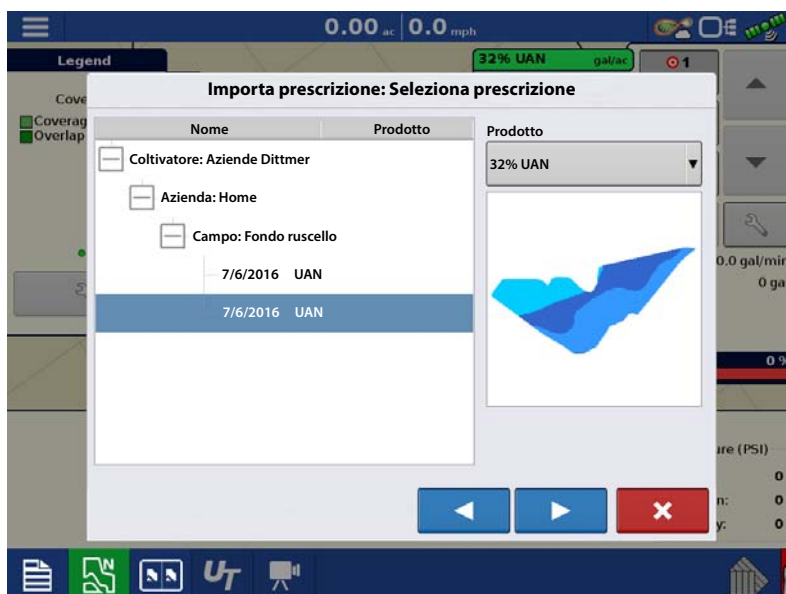 0.00 ac 0.0 mph
Legend
32% UAN gal/ac
1
Importa prescrizione: Seleziona prescrizione
Cove
Coverag
Overlap
Nome Prodotto
Prodotto
Coltivatore: Aziende Dittmer
32% UAN
Azienda: Home
Campo: Fondo ruscello
7/6/2016 UAN
7/6/2016 UAN
0.0 gal/min
0 ga
0 %
ure (PSI)
0
n: 0
y: 0
N
UT